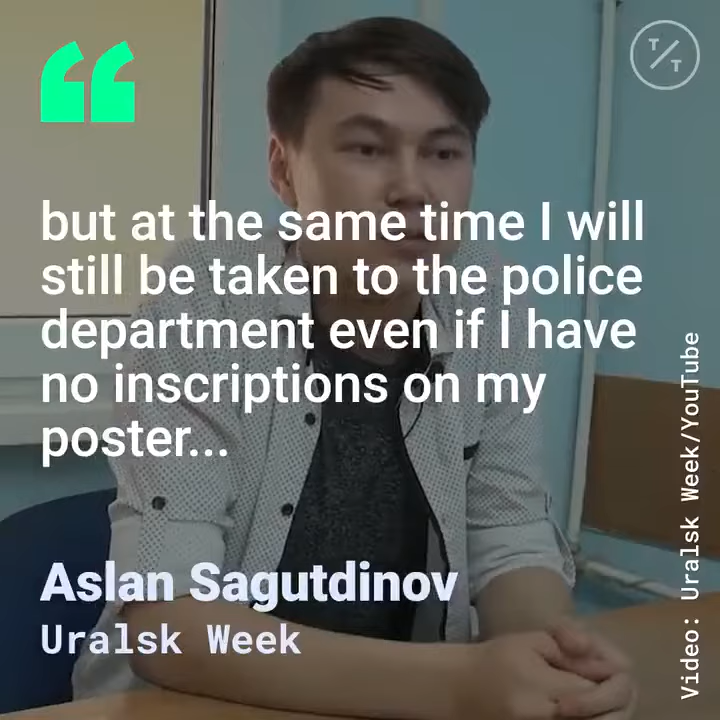 T/T
“
but at the same time I will
still be taken to the police
department even if I have
no inscriptions on my
poster...
Aslan Sagutdinov
Uralsk Week
Video: Uralsk Week/YouTube